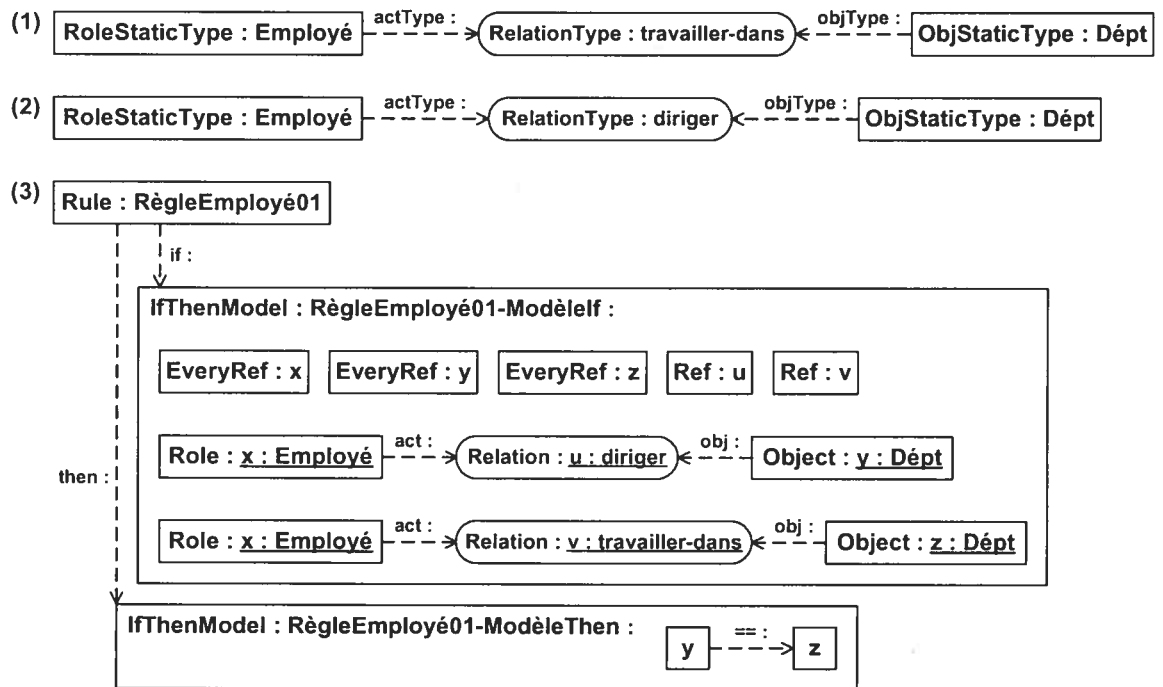 (1) RoleStaticType : Employé actType : RelationType : travailler-dans objType : ObjStaticType : Dépt
(2) RoleStaticType : Employé actType : RelationType : diriger objType : ObjStaticType : Dépt
(3) Rule : RègleEmployé01
if :
then :
IfThenModel : RègleEmployé01-ModèleIf :
EveryRef : x EveryRef : y EveryRef : z Ref : u Ref : v
Role : x : Employé act : Relation : u : diriger obj : Object : y : Dépt
Role : x : Employé act : Relation : v : travailler-dans obj : Object : z : Dépt
IfThenModel : RègleEmployé01-ModèleThen : y == : z